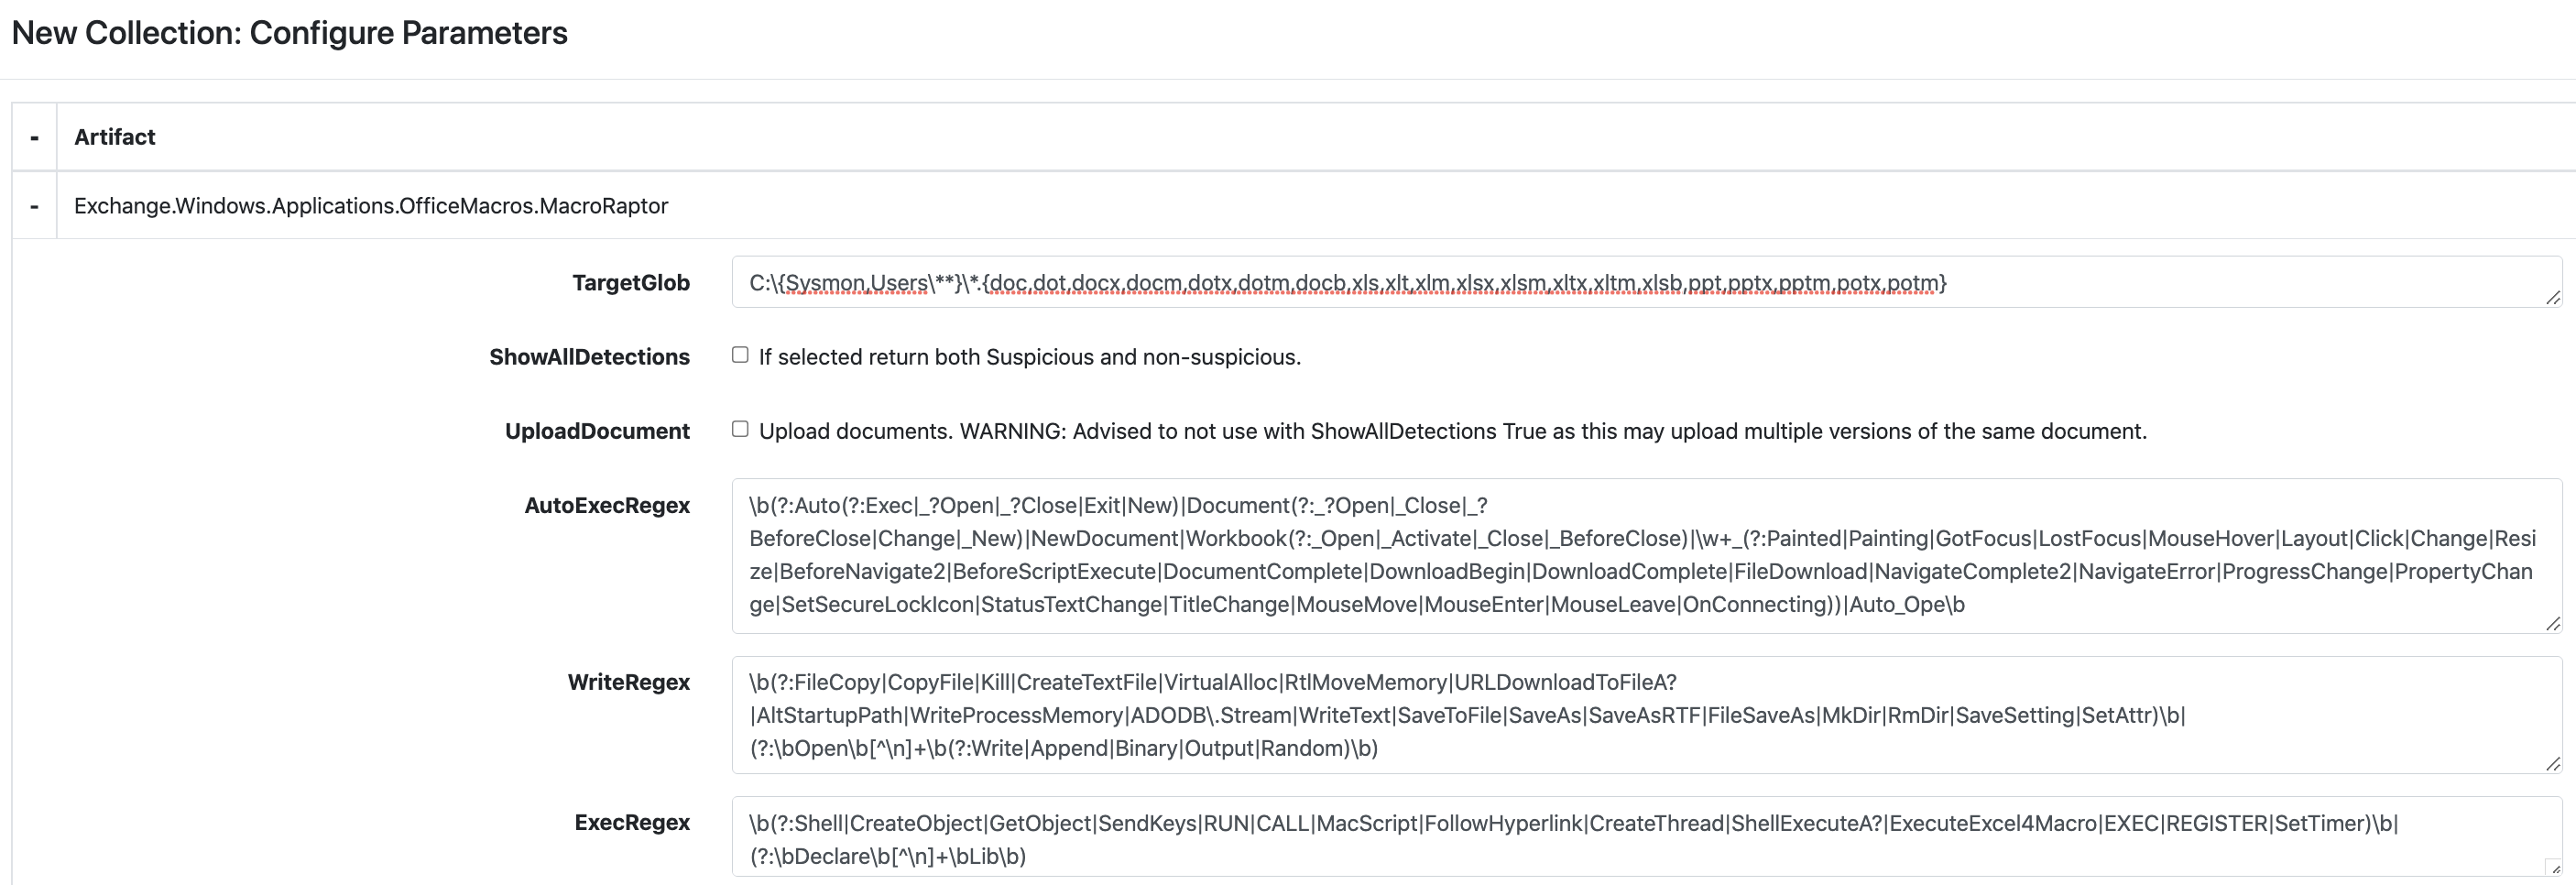 New Collection: Configure Parameters
- Artifact
- Exchange.Windows.Applications.OfficeMacros.MacroRaptor
TargetGlob C:\{Sysmon,Users\**}\*.{doc,dot,docx,docm,dotx,dotm,docb,xls,xlt,xlm,xlsx,xlsm,xltx,xltm,xlsb,ppt,pptx,pptm,potx,potm}
ShowAllDetections If selected return both Suspicious and non-suspicious.
UploadDocument Upload documents. WARNING: Advised to not use with ShowAllDetections True as this may upload multiple versions of the same document.
AutoExecRegex \b(?:Auto(?:Exec|_?Open|_?Close|Exit|New)|Document(?:_?Open|_Close|_?
BeforeClose|Change|_New)|NewDocument|Workbook(?:_Open|_Activate|_Close|_BeforeClose)|\w+_(?:Painted|Painting|GotFocus|LostFocus|MouseHover|Layout|Click|Change|Resi
ze|BeforeNavigate2|BeforeScriptExecute|DocumentComplete|DownloadBegin|DownloadComplete|FileDownload|NavigateComplete2|NavigateError|ProgressChange|PropertyChan
ge|SetSecureLockIcon|StatusTextChange|TitleChange|MouseMove|MouseEnter|MouseLeave|OnConnecting))|Auto_Ope\b
WriteRegex \b(?:FileCopy|CopyFile|Kill|CreateTextFile|VirtualAlloc|RtlMoveMemory|URLDownloadToFileA?
|AltStartupPath|WriteProcessMemory|ADODB\.Stream|WriteText|SaveToFile|SaveAs|SaveAsRTF|FileSaveAs|MkDir|RmDir|SaveSetting|SetAttr)\b|
(?:\bOpen\b[^\n]+\b(?:Write|Append|Binary|Output|Random)\b)
ExecRegex \b(?:Shell|CreateObject|GetObject|SendKeys|RUN|CALL|MacScript|FollowHyperlink|CreateThread|ShellExecuteA?|ExecuteExcel4Macro|EXEC|REGISTER|SetTimer)\b|
(?:\bDeclare\b[^\n]+\bLib\b)